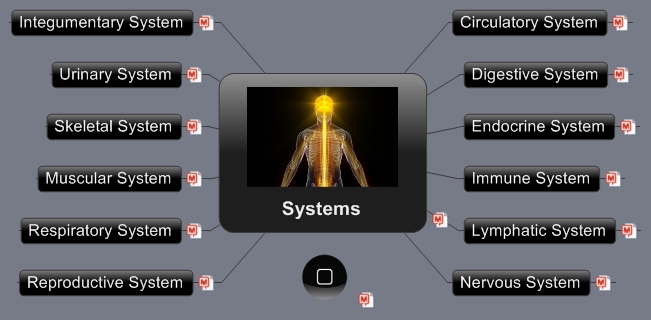 Integumentary System
Circulatory System
Urinary System
Digestive System
Skeletal System
Endocrine System
Muscular System
Immune System
Systems
Respiratory System
Lymphatic System
Reproductive System
Nervous System